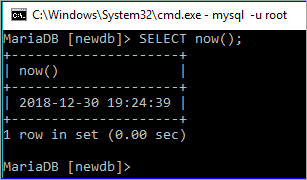 C:\Windows\System32\cmd.exe - mysql -u root
MariaDB [newdb]> SELECT now();
+---------------------+
| now()               |
+---------------------+
| 2018-12-30 19:24:39 |
+---------------------+
1 row in set (0.00 sec)
MariaDB [newdb]>